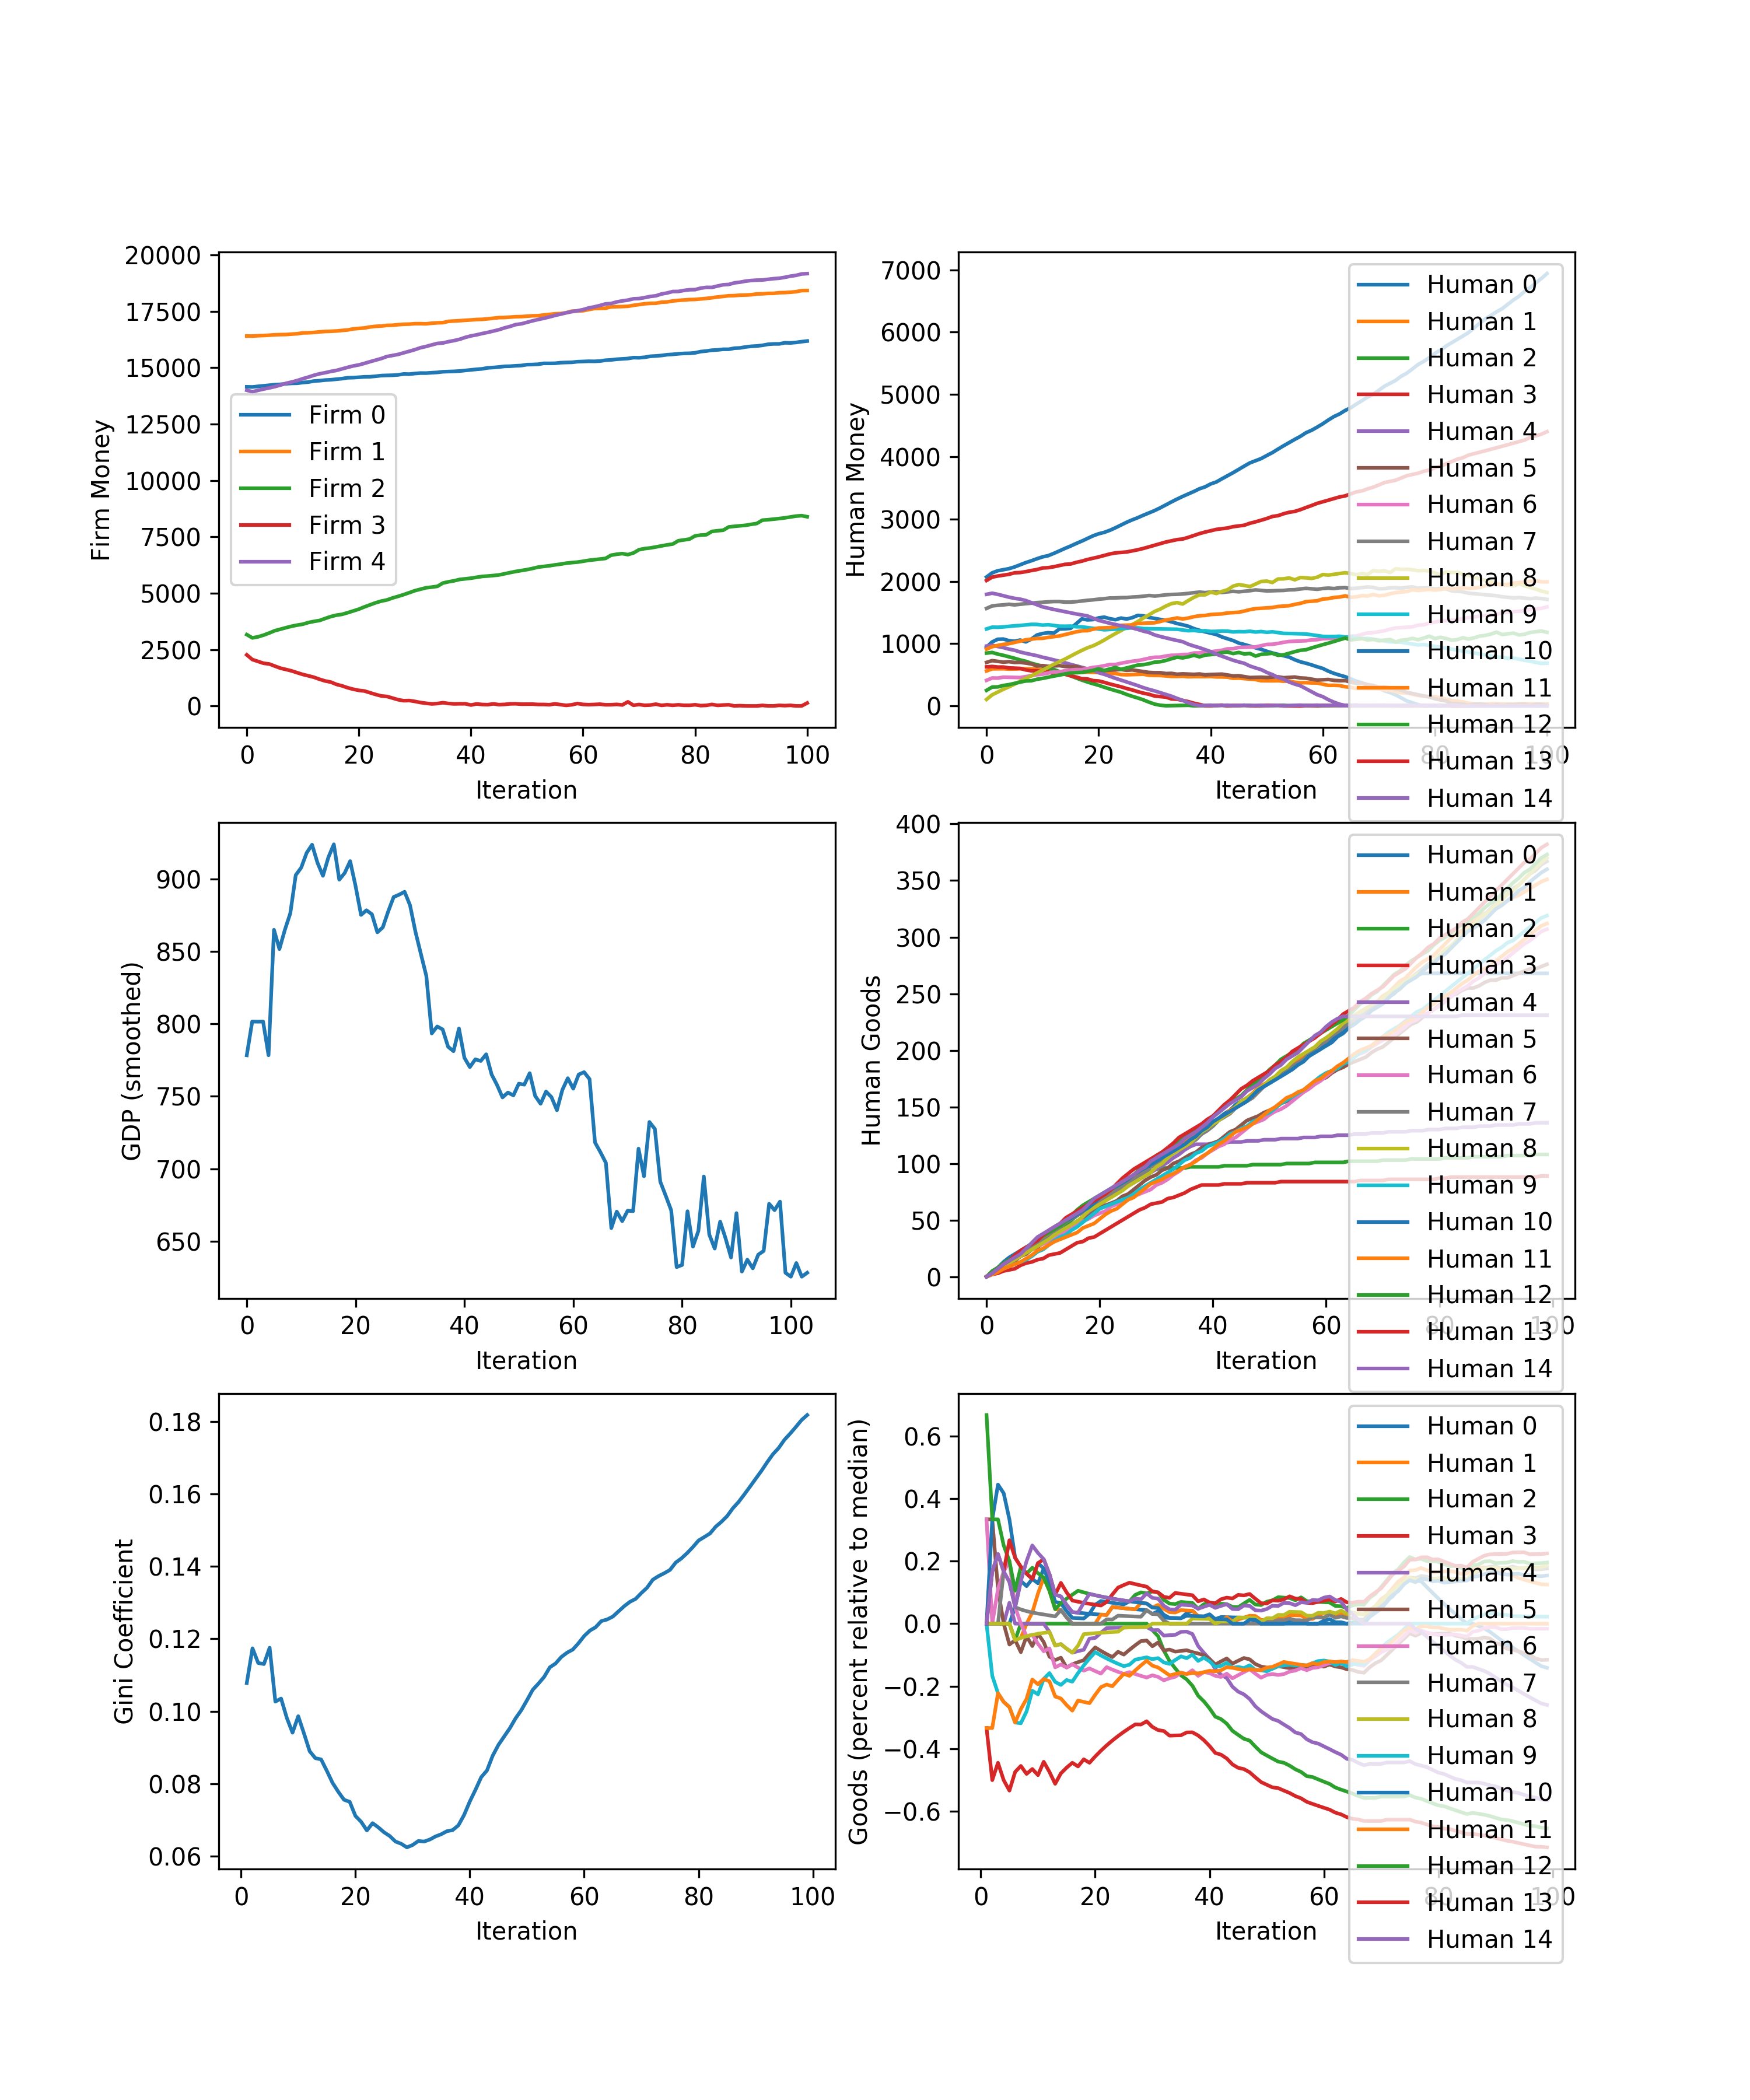 20000
17500
15000
12500
10000
7500
5000
2500
0
Firm Money
Firm 0
Firm 1
Firm 2
Firm 3
Firm 4
0 20 40 60 80 100
Iteration
7000
6000
5000
4000
3000
2000
1000
0
Human Money
Human 0
Human 1
Human 2
Human 3
Human 4
Human 5
Human 6
Human 7
Human 8
Human 9
Human 10
Human 11
Human 12
Human 13
Human 14
0 20 40 60 80 100
Iteration
900
850
800
750
700
650
GDP (smoothed)
0 20 40 60 80 100
Iteration
400
350
300
250
200
150
100
50
0
Human Goods
Human 0
Human 1
Human 2
Human 3
Human 4
Human 5
Human 6
Human 7
Human 8
Human 9
Human 10
Human 11
Human 12
Human 13
Human 14
0 20 40 60 80 100
Iteration
0.18
0.16
0.14
0.12
0.10
0.08
0.06
Gini Coefficient
0 20 40 60 80 100
Iteration
0.6
0.4
0.2
0.0
−0.2
−0.4
−0.6
Goods (percent relative to median)
Human 0
Human 1
Human 2
Human 3
Human 4
Human 5
Human 6
Human 7
Human 8
Human 9
Human 10
Human 11
Human 12
Human 13
Human 14
0 20 40 60 80 100
Iteration